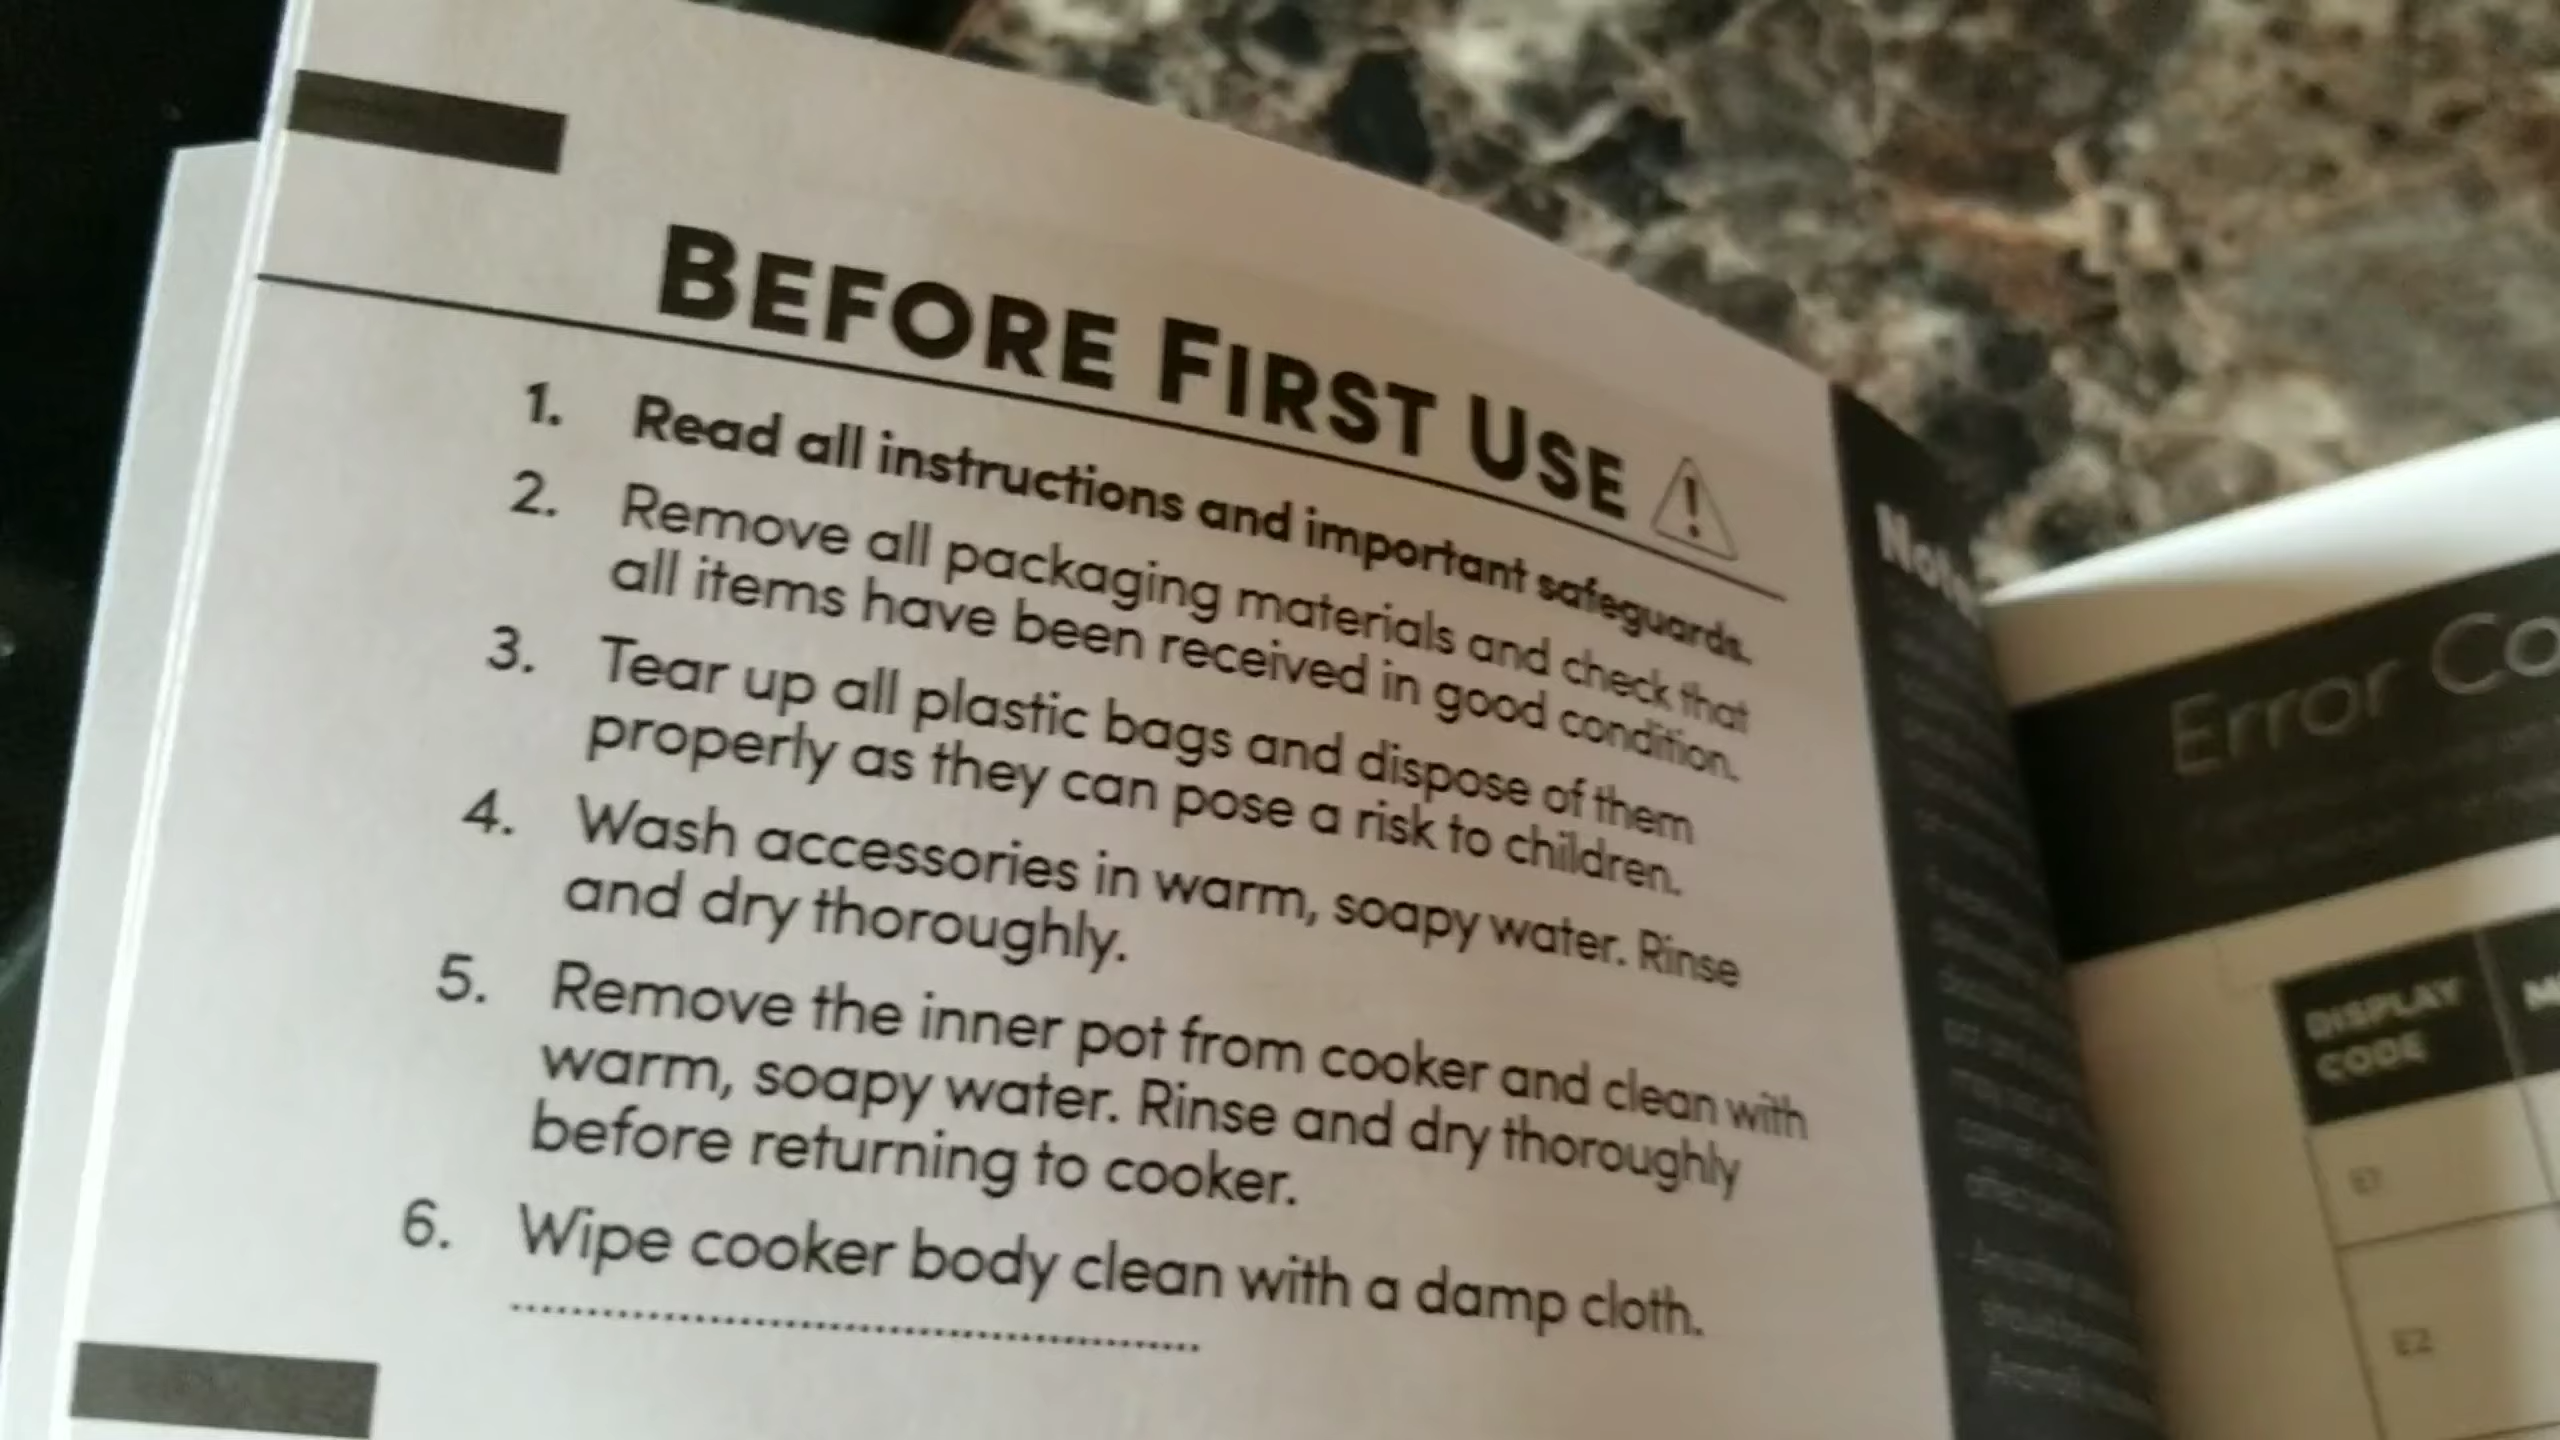 BEFORE FIRST USE
1. Read all instructions and important safeguards.
2. Remove all packaging materials and check that
all items have been received in good condition.
3. Tear up all plastic bags and dispose of them
properly as they can pose a risk to children.
4. Wash accessories in warm, soapy water. Rinse
and dry thoroughly.
5. Remove the inner pot from cooker and clean with
warm, soapy water. Rinse and dry thoroughly
before returning to cooker.
6. Wipe cooker body clean with a damp cloth.
Error Co
DISPLAY
CODE
E1
E2